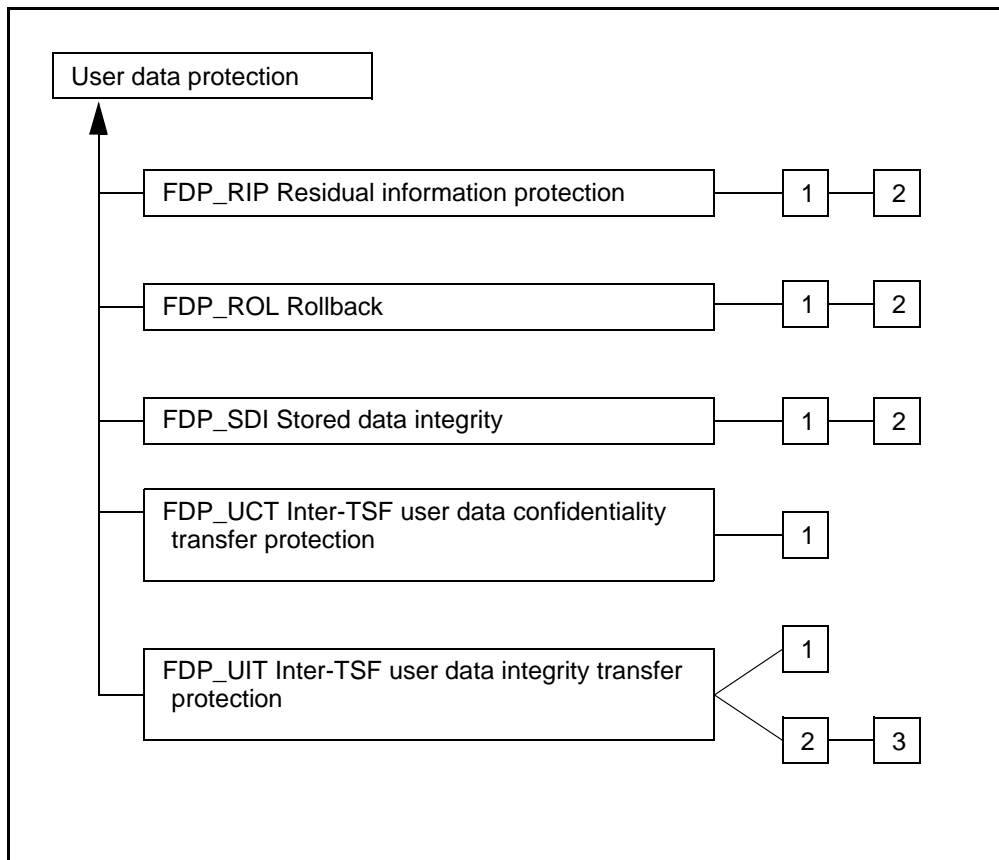 User data protection
FDP_RIP Residual information protection
1
2
FDP_ROL Rollback
1
2
FDP_SDI Stored data integrity
1
2
FDP_UCT Inter-TSF user data confidentiality
transfer protection
1
FDP_UIT Inter-TSF user data integrity transfer
protection
1
2
3